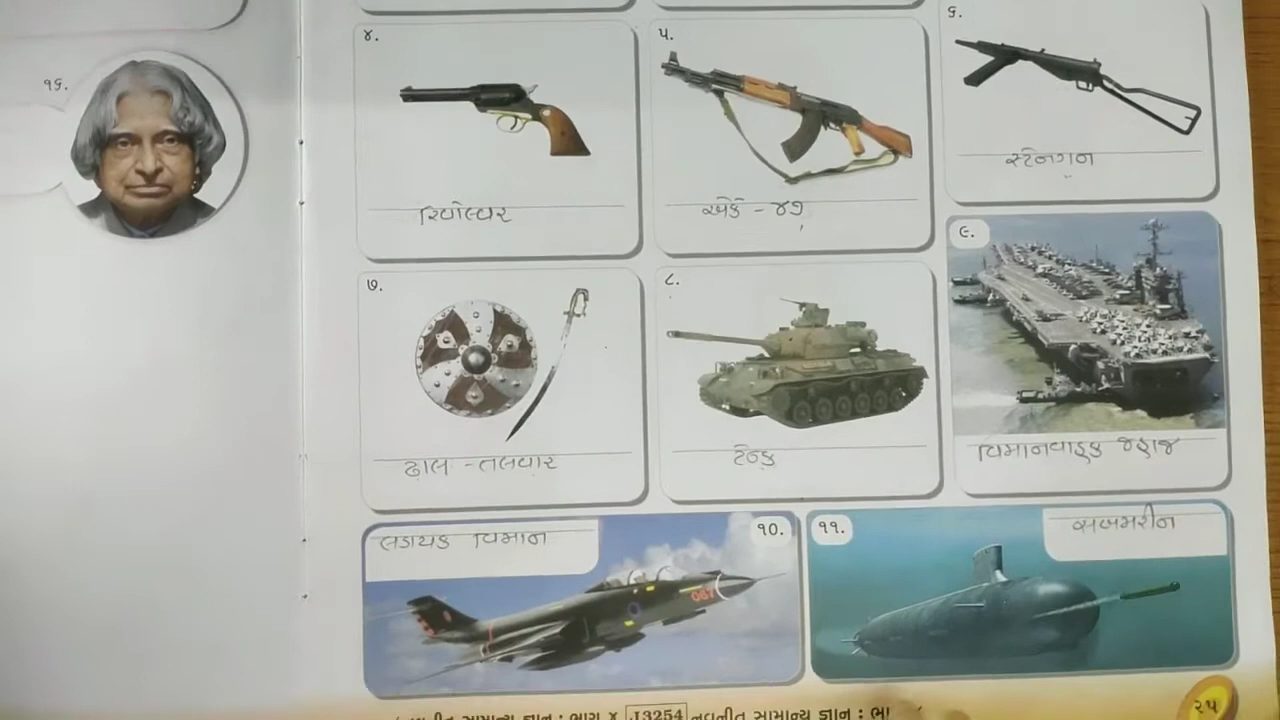 ૧૬.
૪.
રિવોલ્વર
૫.
એકે - ૪૭
૬.
સ્ટેનગન
૭.
ઢાલ - તલવાર
૮.
ટેન્ક
૯.
વિમાનવાહક જહાજ
લડાયક વિમાન
૧૦.
067
૧૧.
સબમરીન
સામાન્ય જ્ઞાન : ભાગ ૪ J3254 નવનીત સામાન્ય જ્ઞાન : ભા
૨૫